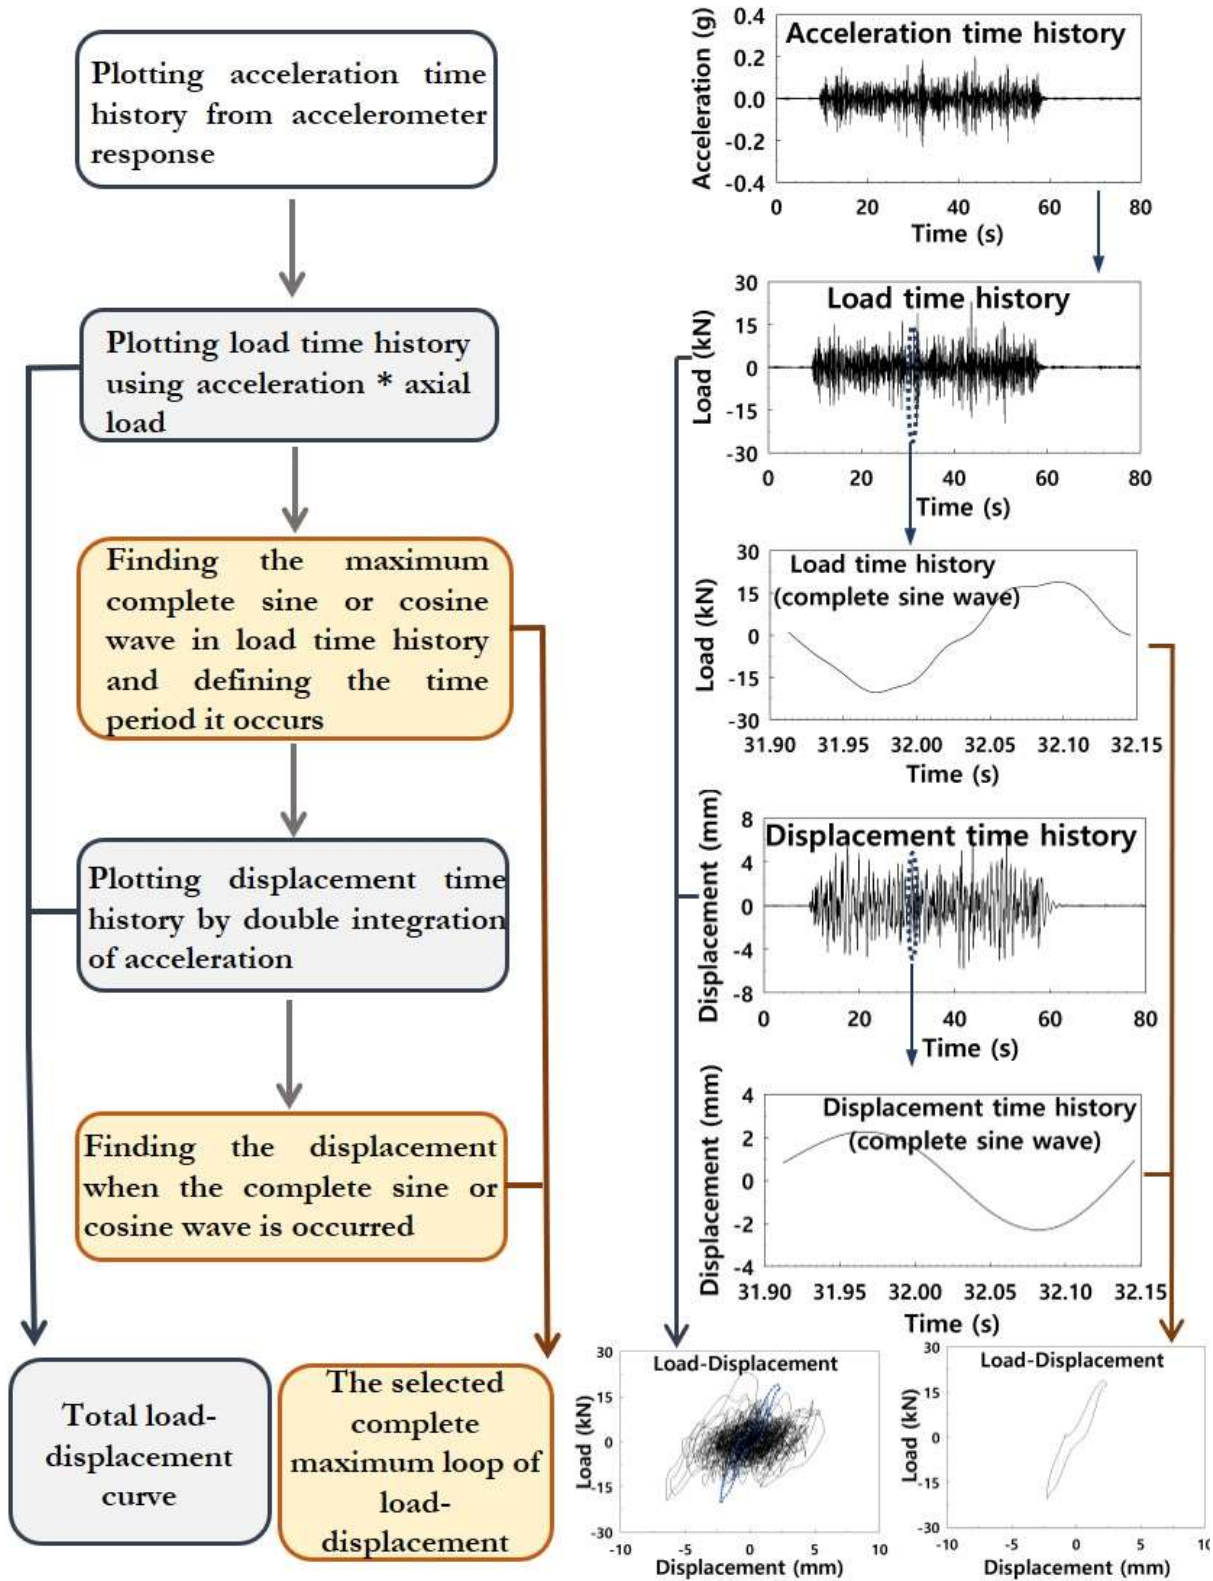 Plotting acceleration time
history from accelerometer
response
Plotting load time history
using acceleration * axial
load
Finding the maximum
complete sine or cosine
wave in load time history
and defining the time
period it occurs
Plotting displacement time
history by double integration
of acceleration
Finding the displacement
when the complete sine or
cosine wave is occurred
Total load-
displacement
curve
The selected
complete
maximum loop of
load-
displacement
Acceleration time history
Acceleration (g)
0.4
0.2
0.0
-0.2
-0.4
0 20 40 60 80
Time (s)
Load time history
Load (kN)
30
15
0
-15
-30
0 20 40 60 80
Time (s)
Load time history
(complete sine wave)
Load (kN)
30
15
0
-15
-30
31.90 31.95 32.00 32.05 32.10 32.15
Time (s)
Displacement time history
Displacement (mm)
8
4
0
-4
-8
0 20 40 60 80
Time (s)
Displacement time history
(complete sine wave)
Displacement (mm)
4
2
0
-2
-4
31.90 31.95 32.00 32.05 32.10 32.15
Time (s)
Load-Displacement
Load (kN)
30
15
0
-15
-30
-10 -5 0 5 10
Displacement (mm)
Load-Displacement
Load (kN)
30
15
0
-15
-30
-10 -5 0 5 10
Displacement (mm)